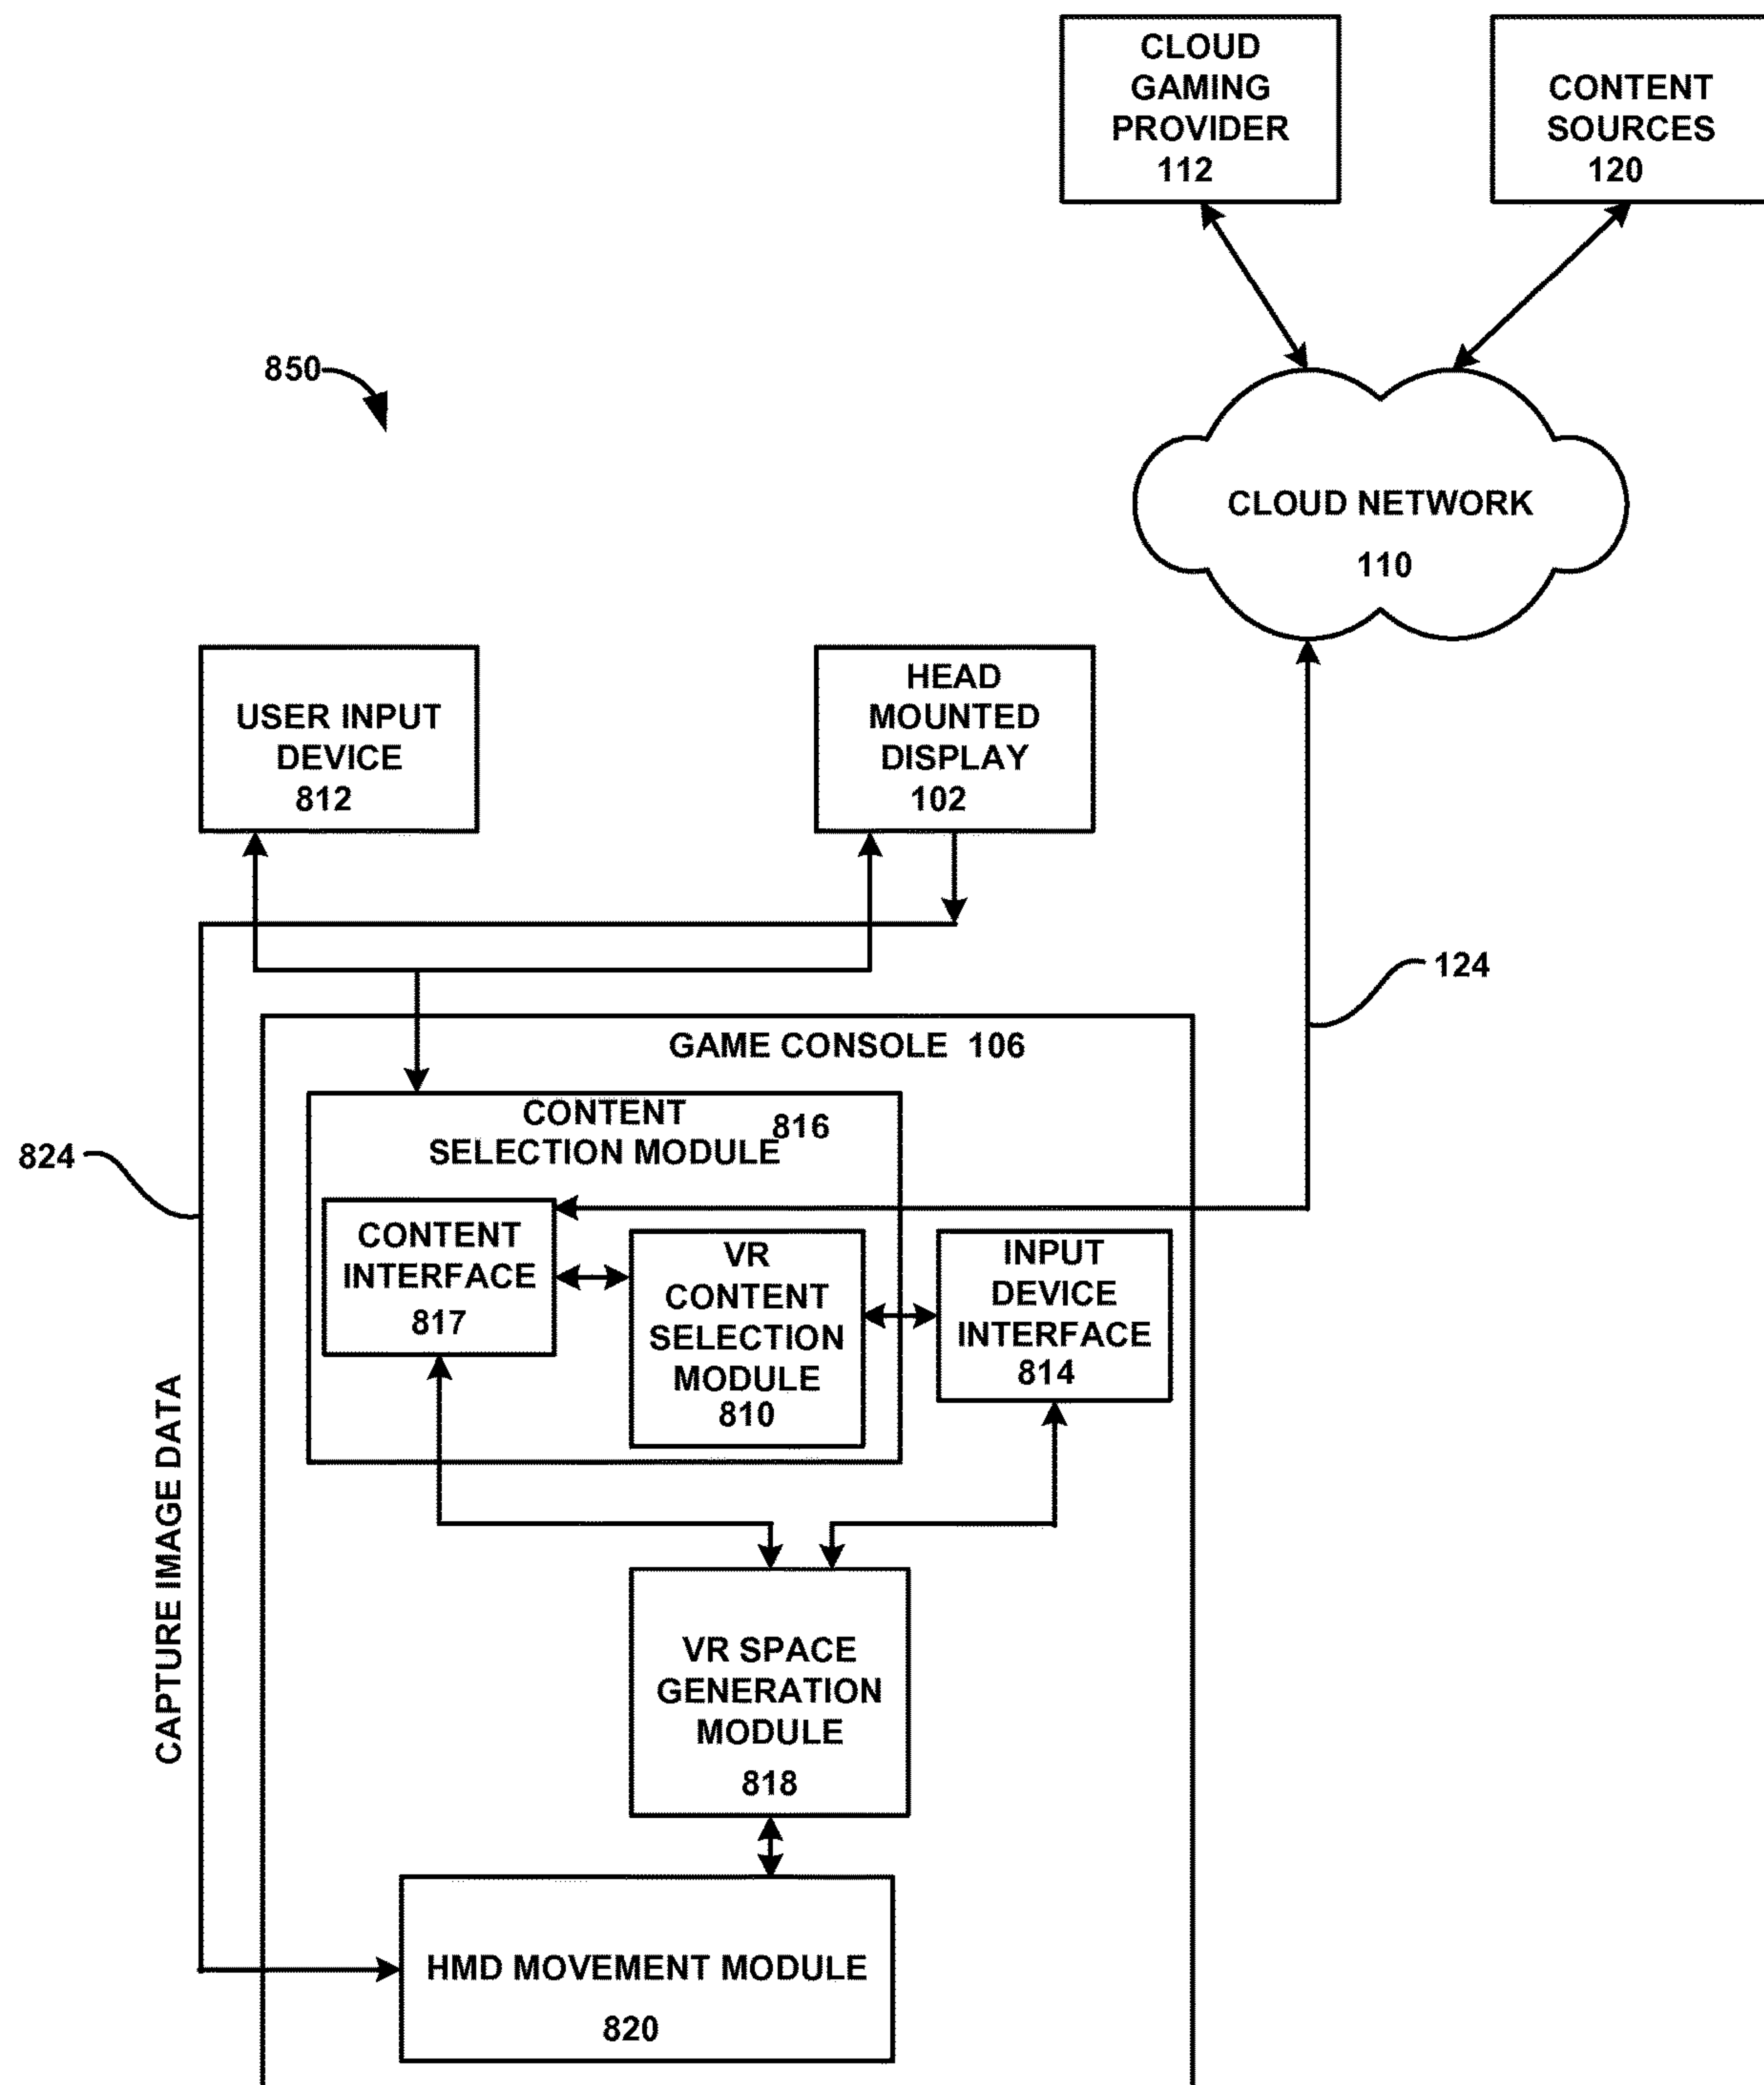 CLOUD
GAMING
PROVIDER
112
CONTENT
SOURCES
120
850
CLOUD NETWORK
110
USER INPUT
DEVICE
812
HEAD
MOUNTED
DISPLAY
102
124
GAME CONSOLE 106
CONTENT
SELECTION MODULE 816
824
CONTENT
INTERFACE
817
VR
CONTENT
SELECTION
MODULE
810
INPUT
DEVICE
INTERFACE
814
CAPTURE IMAGE DATA
VR SPACE
GENERATION
MODULE
818
HMD MOVEMENT MODULE
820